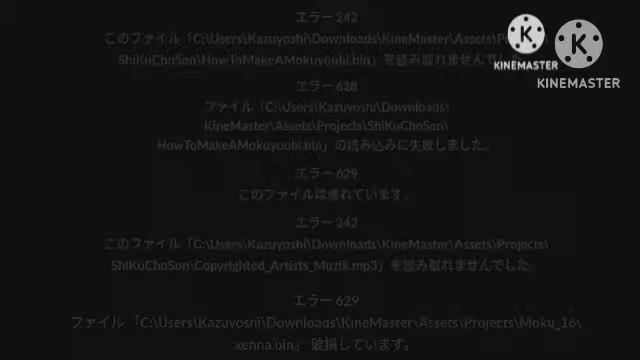 エラー 242
このファイル「C:\Users\Kazuyoshi\Downloads\KineMaster\Assets\
ShiKuChoSon\HowToMakeAMokuyoobi.bin」を読み取れませんでした
KINEMASTER
KINEMASTER
エラー 628
ファイル「C:\Users\Kazuyoshi\Downloads\
KineMaster\Assets\Projects\ShiKuChoSon\
HowToMakeAMokuyoobi.bin」の読み込みに失敗しました。
エラー 629
このファイルは壊れています。
エラー 242
このファイル「C:\Users\Kazuyoshi\Downloads\KineMaster\Assets\Projects\
ShiKuChoSon\Copyrighted_Artists_Muzik.mp3」を読み取れませんでした。
エラー 629
ファイル「C:\Users\Kazuyoshi\Downloads\KineMaster\Assets\Projects\Moku_16\
破損しています。